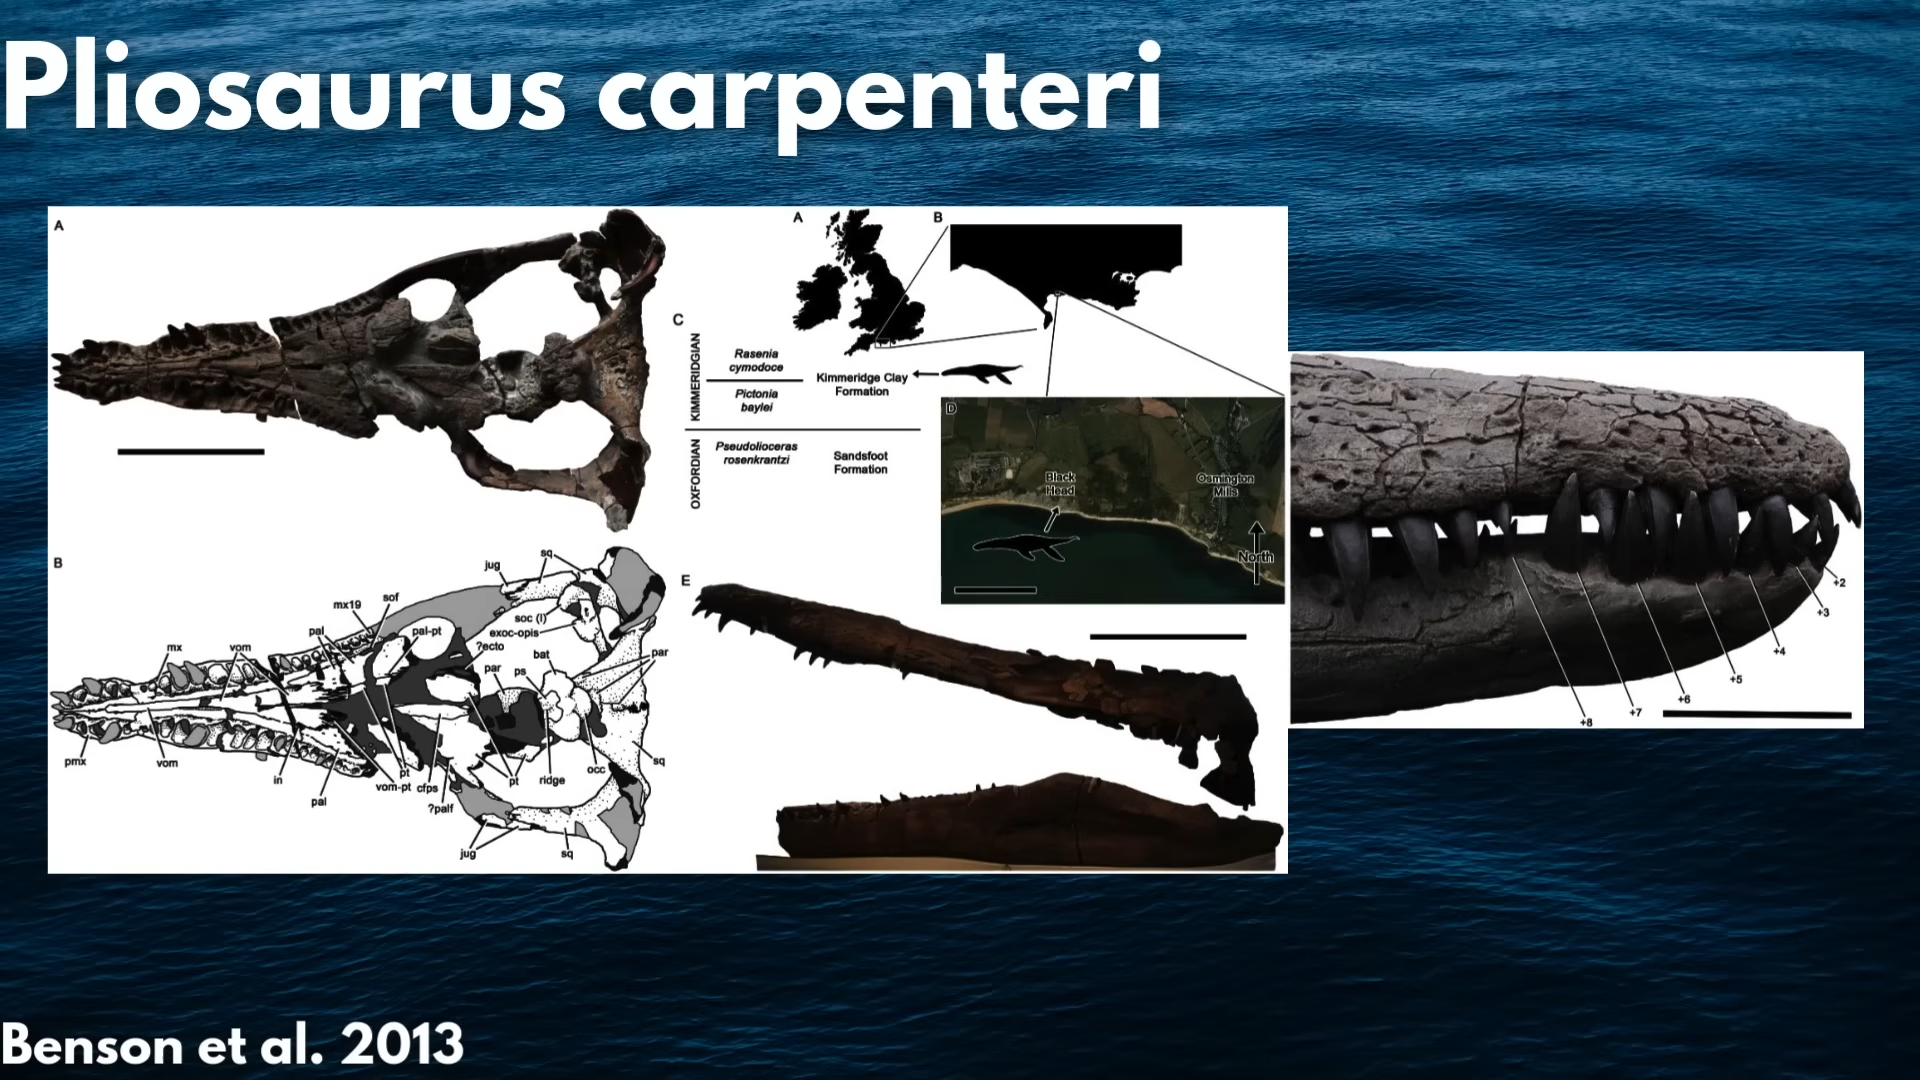 Pliosaurus carpenteri
A
B
A
B
C
KIMMERIDGIAN
Rasenia
cymodoce
Pictonia
baylei
Kimmeridge Clay
Formation
OXFORDIAN
Pseudolioceras
rosenkrantzi
Sandsfoot
Formation
D
Black
Head
Osmington
Mills
North
E
jug
sq
mx19
sof
soc (l)
exoc-opis
pal
pal-pt
?ecto
mx
vom
par
bat
ps
par
pmx
vom
in
pal
pt
vom-pt
cfps
?palf
pt
ridge
occ
sq
jug
sq
+2
+3
+4
+5
+6
+7
+8
Benson et al. 2013